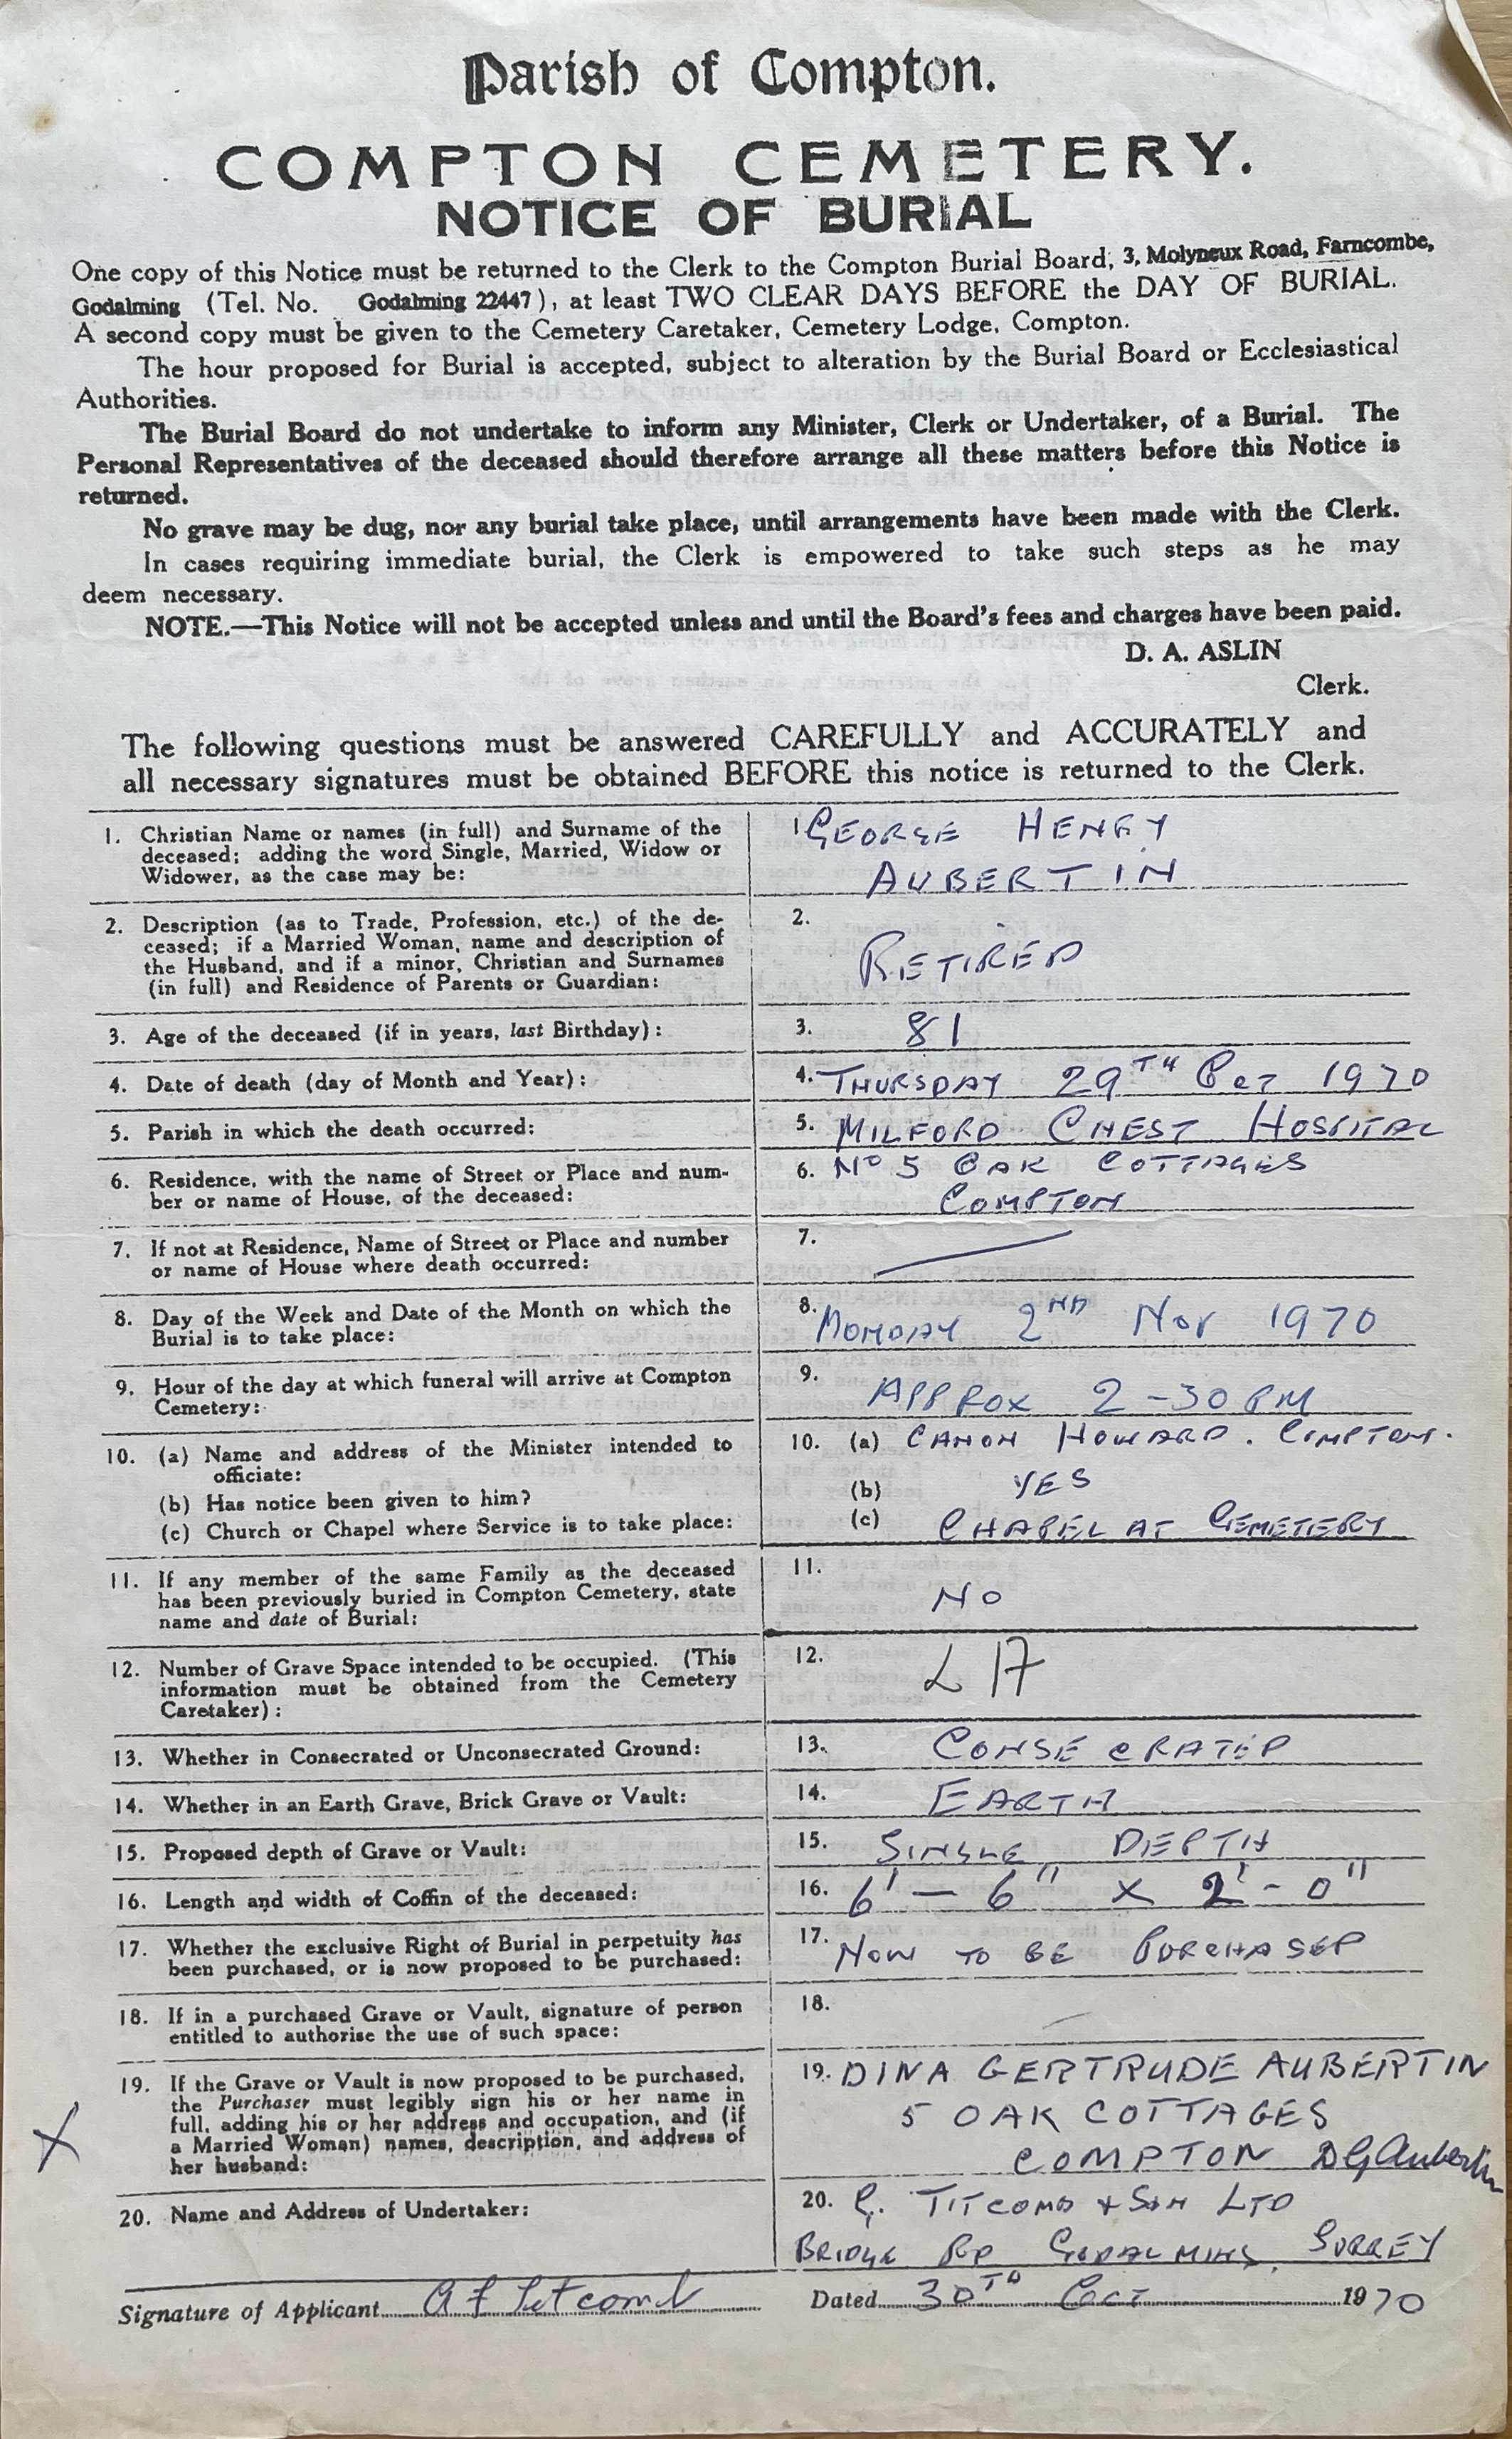 Parish of Compton.
COMPTON CEMETERY.
NOTICE OF BURIAL
One copy of this Notice must be returned to the Clerk to the Compton Burial Board, 3, Molyneux Road, Farncombe,
Godalming (Tel. No. Godalming 22447), at least TWO CLEAR DAYS BEFORE the DAY OF BURIAL.
A second copy must be given to the Cemetery Caretaker, Cemetery Lodge, Compton.
The hour proposed for Burial is accepted, subject to alteration by the Burial Board or Ecclesiastical
Authorities.
The Burial Board do not undertake to inform any Minister, Clerk or Undertaker, of a Burial. The
Personal Representatives of the deceased should therefore arrange all these matters before this Notice is
returned.
No grave may be dug, nor any burial take place, until arrangements have been made with the Clerk.
In cases requiring immediate burial, the Clerk is empowered to take such steps as he may
deem necessary.
NOTE.—This Notice will not be accepted unless and until the Board's fees and charges have been paid.
D. A. ASLIN
Clerk.
The following questions must be answered CAREFULLY and ACCURATELY and
all necessary signatures must be obtained BEFORE this notice is returned to the Clerk.
1. Christian Name or names (in full) and Surname of the
deceased; adding the word Single, Married, Widow or
Widower, as the case may be:
1. GEORGE HENRY
AUBERTIN
2. Description (as to Trade, Profession, etc.) of the de-
ceased; if a Married Woman, name and description of
the Husband, and if a minor, Christian and Surnames
(in full) and Residence of Parents or Guardian:
2.
RETIRED
3. Age of the deceased (if in years, last Birthday):
3. 81
4. Date of death (day of Month and Year):
4. THURSDAY 29TH OCT 1970
5. Parish in which the death occurred:
5. MILFORD CHEST HOSPITAL
6. Residence, with the name of Street or Place and num-
ber or name of House, of the deceased:
6. No 5 OAK COTTAGES
COMPTON
7. If not at Residence, Name of Street or Place and number
or name of House where death occurred:
7.
8. Day of the Week and Date of the Month on which the
Burial is to take place:
8. MONDAY 2ND NOV 1970
9. Hour of the day at which funeral will arrive at Compton
Cemetery:
9.
APPROX 2-30 PM
10. (a) Name and address of the Minister intended to
officiate:
(b) Has notice been given to him?
(c) Church or Chapel where Service is to take place:
10. (a) CANON HOWARD. COMPTON.
(b) YES
(c) CHAPEL AT CEMETERY
11. If any member of the same Family as the deceased
has been previously buried in Compton Cemetery, state
name and date of Burial:
11.
NO
12. Number of Grave Space intended to be occupied. (This
information must be obtained from the Cemetery
Caretaker):
12. L 17
13. Whether in Consecrated or Unconsecrated Ground:
13. CONSECRATED
14. Whether in an Earth Grave, Brick Grave or Vault:
14. EARTH
15. Proposed depth of Grave or Vault:
15. SINGLE DEPTH
16. Length and width of Coffin of the deceased:
16. 6' - 6" x 2' - 0"
17. Whether the exclusive Right of Burial in perpetuity has
been purchased, or is now proposed to be purchased:
17. NOW TO BE PURCHASED
18. If in a purchased Grave or Vault, signature of person
entitled to authorise the use of such space:
18.
19. If the Grave or Vault is now proposed to be purchased,
the Purchaser must legibly sign his or her name in
full, adding his or her address and occupation, and (if
a Married Woman) names, description, and address of
her husband:
X
19. DINA GERTRUDE AUBERTIN
5 OAK COTTAGES
COMPTON DGAubertin
20. Name and Address of Undertaker:
20. TITCOMB & SON LTD
BRIDGE RD GODALMING. SURREY
Signature of Applicant A F Titcomb
Dated 30TH OCT 1970